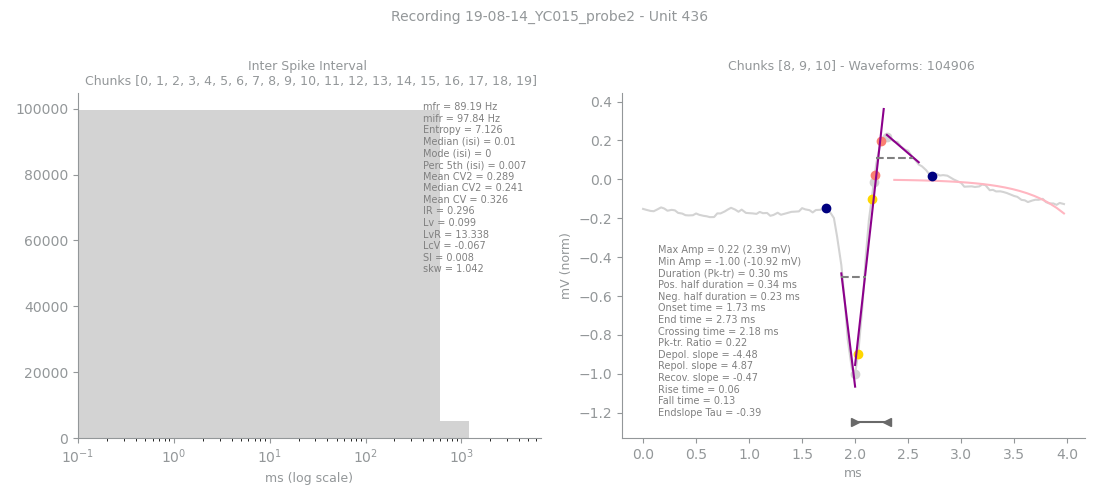 Recording 19-08-14_YC015_probe2 - Unit 436
Inter Spike Interval
Chunks [0, 1, 2, 3, 4, 5, 6, 7, 8, 9, 10, 11, 12, 13, 14, 15, 16, 17, 18, 19]
100000
80000
60000
40000
20000
0
mfr = 89.19 Hz
mifr = 97.84 Hz
Entropy = 7.126
Median (isi) = 0.01
Mode (isi) = 0
Perc 5th (isi) = 0.007
Mean CV2 = 0.289
Median CV2 = 0.241
Mean CV = 0.326
IR = 0.296
Lv = 0.099
LvR = 13.338
LcV = -0.067
SI = 0.008
skw = 1.042
10⁻¹ 10⁰ 10¹ 10² 10³
ms (log scale)
Chunks [8, 9, 10] - Waveforms: 104906
mV (norm)
0.4
0.2
0.0
−0.2
−0.4
−0.6
−0.8
−1.0
−1.2
Max Amp = 0.22 (2.39 mV)
Min Amp = -1.00 (-10.92 mV)
Duration (Pk-tr) = 0.30 ms
Pos. half duration = 0.34 ms
Neg. half duration = 0.23 ms
Onset time = 1.73 ms
End time = 2.73 ms
Crossing time = 2.18 ms
Pk-tr. Ratio = 0.22
Depol. slope = -4.48
Repol. slope = 4.87
Recov. slope = -0.47
Rise time = 0.06
Fall time = 0.13
Endslope Tau = -0.39
0.0 0.5 1.0 1.5 2.0 2.5 3.0 3.5 4.0
ms